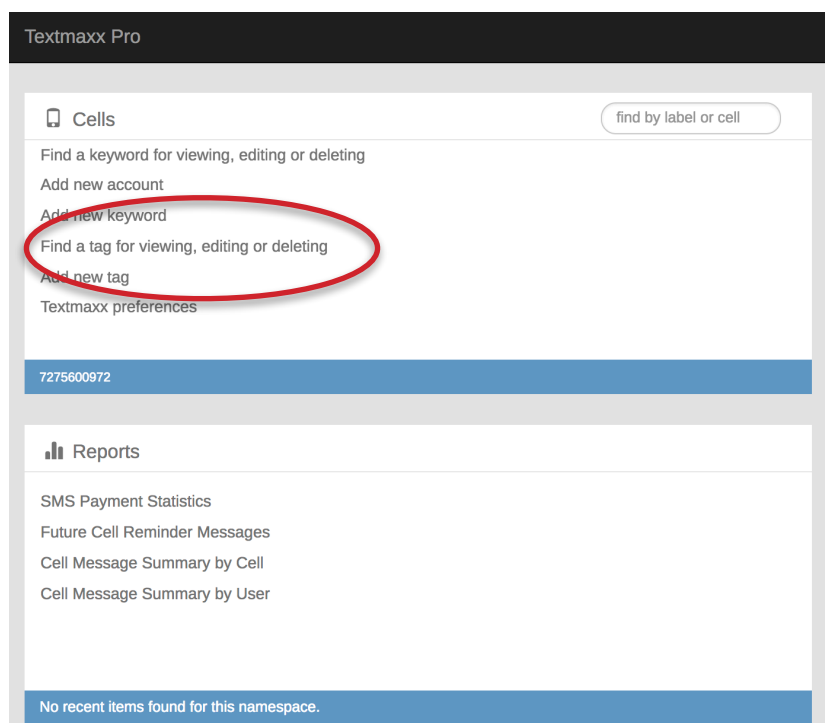 Textmaxx Pro
Cells
find by label or cell
Find a keyword for viewing, editing or deleting
Add new account
Add new keyword
Find a tag for viewing, editing or deleting
Add new tag
Textmaxx preferences
7275600972
Reports
SMS Payment Statistics
Future Cell Reminder Messages
Cell Message Summary by Cell
Cell Message Summary by User
No recent items found for this namespace.